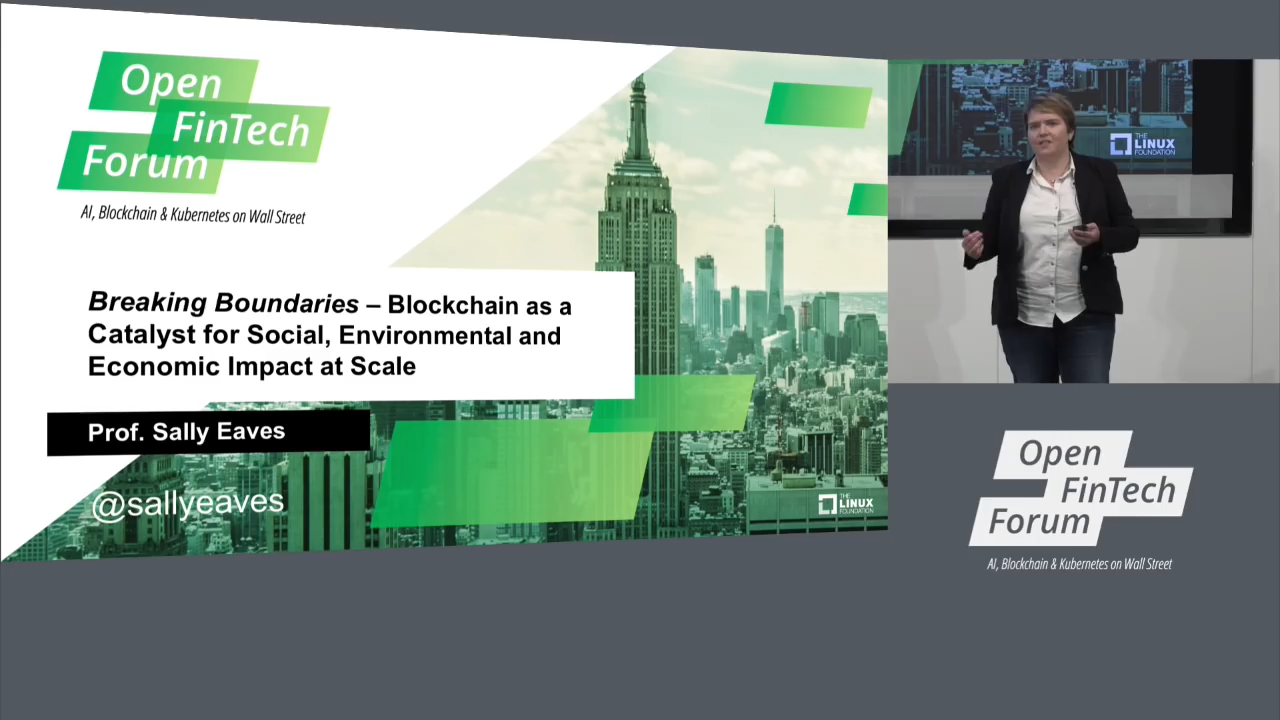 Open
FinTech
Forum
AI, Blockchain & Kubernetes on Wall Street
Breaking Boundaries – Blockchain as a
Catalyst for Social, Environmental and
Economic Impact at Scale
Prof. Sally Eaves
@sallyeaves
THE
LINUX
FOUNDATION
THE
LINUX
FOUNDATION
Open
FinTech
Forum
AI, Blockchain & Kubernetes on Wall Street